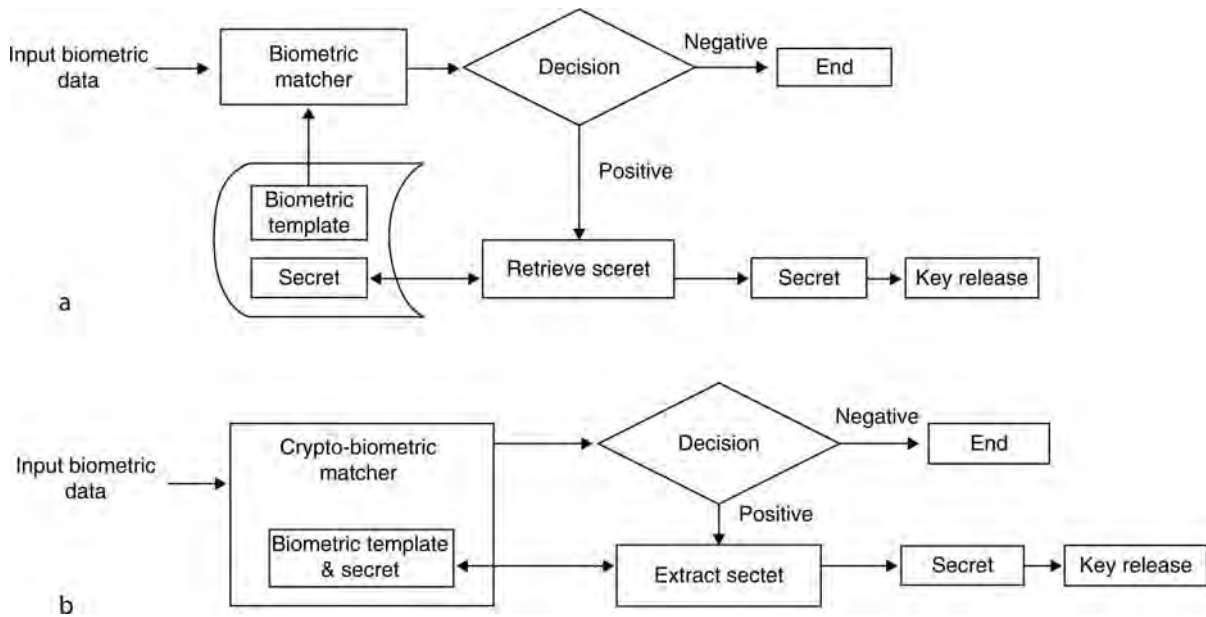 Input biometric
data
Biometric
matcher
Decision
Negative
End
Positive
Biometric
template
Secret
Retrieve sceret
Secret
Key release
a
Input biometric
data
Crypto-biometric
matcher
Decision
Negative
End
Positive
Biometric template
& secret
Extract sectet
Secret
Key release
b